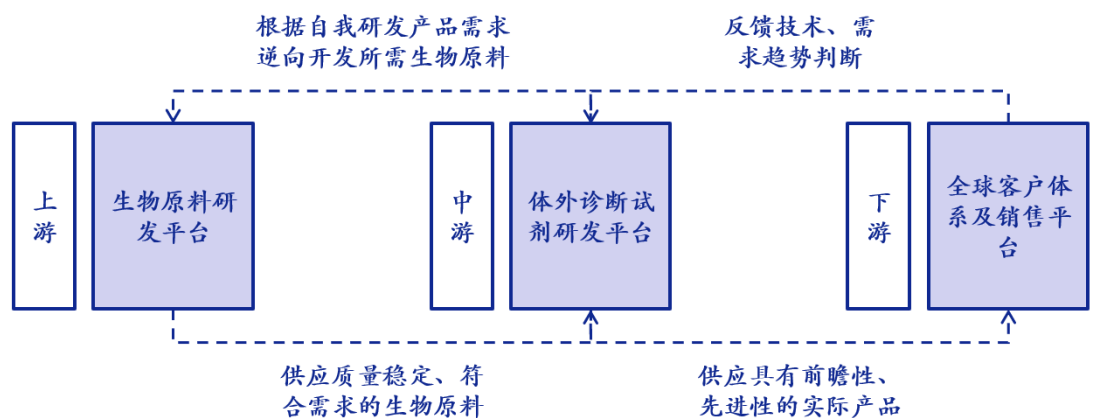 根据自我研发产品需求
逆向开发所需生物原料
反馈技术、需
求趋势判断
上
游
生物原料研
发平台
中
游
体外诊断试
剂研发平台
下
游
全球客户体
系及销售平
台
供应质量稳定、符
合需求的生物原料
供应具有前瞻性、
先进性的实际产品